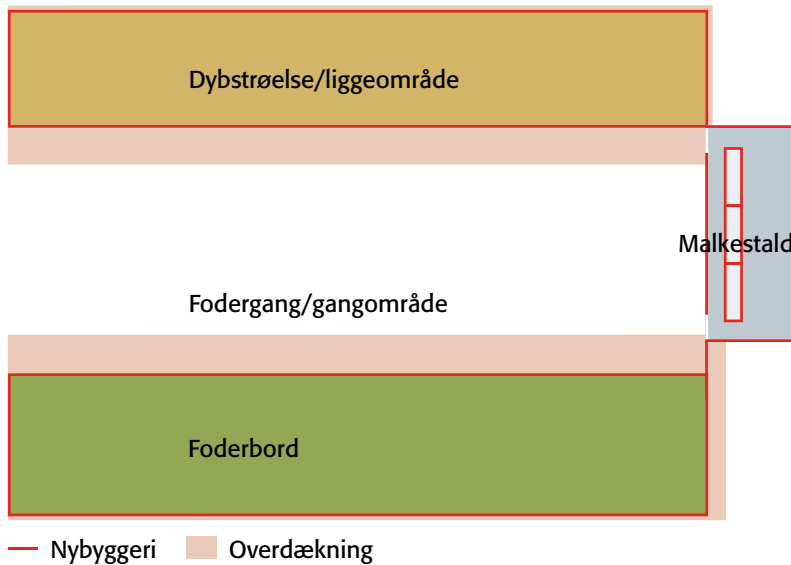 Dybstrøelse/liggeområde
Malkestald
Fodergang/gangområde
Foderbord
Nybyggeri
Overdækning